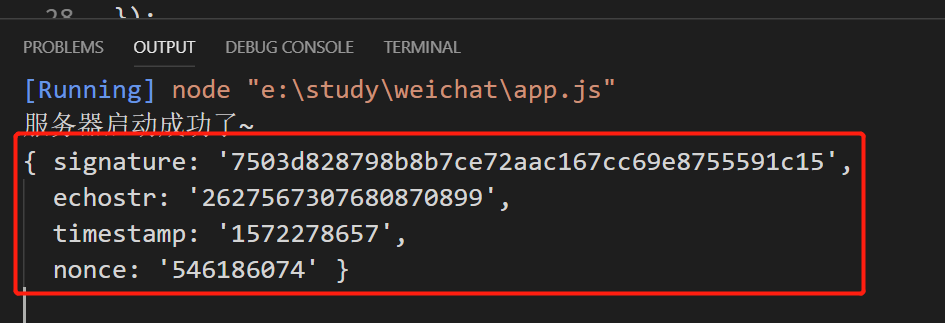 28 });
PROBLEMS OUTPUT DEBUG CONSOLE TERMINAL
[Running] node "e:\study\weichat\app.js"
服务器启动成功了~
{ signature: '7503d828798b8b7ce72aac167cc69e8755591c15',
echostr: '2627567307680870899',
timestamp: '1572278657',
nonce: '546186074' }